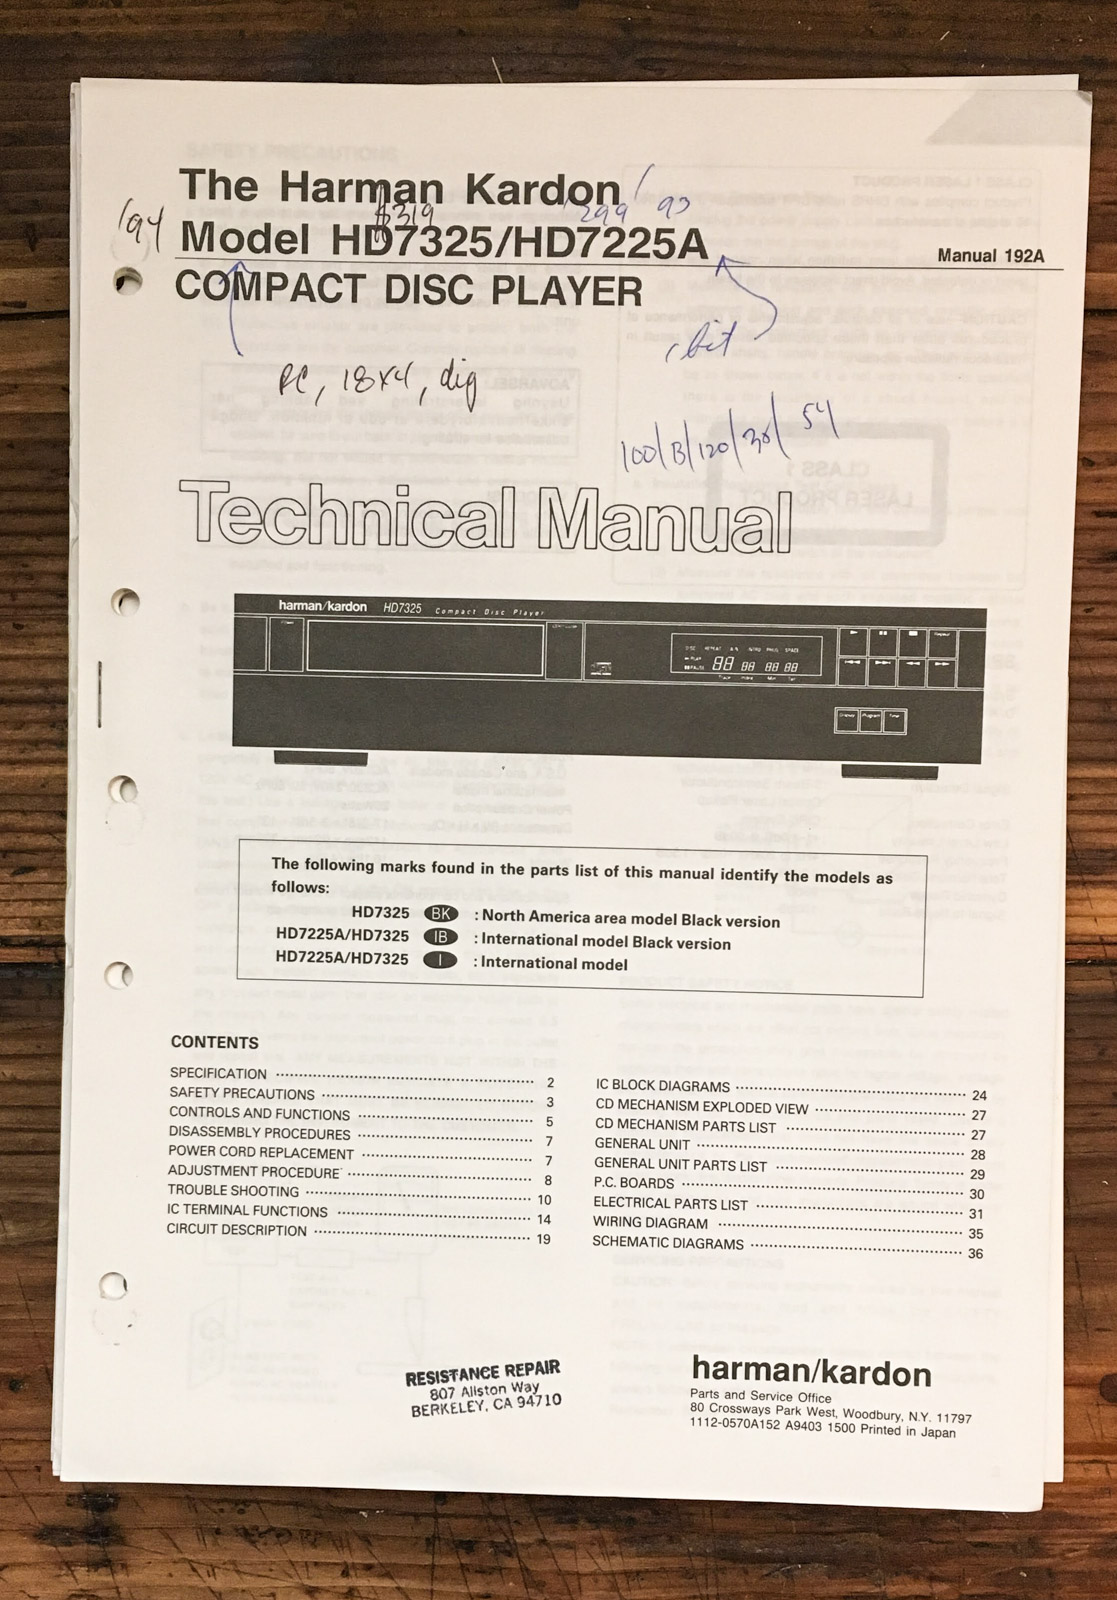 The Harman Kardon
'94 $319 299 '93
Model HD7325/HD7225A
Manual 192A
COMPACT DISC PLAYER
1 bit
RC, 18x4, dig
100/B/120/30/54
Technical Manual
harman/kardon HD7325 Compact Disc Player
The following marks found in the parts list of this manual identify the models as
follows:
HD7325 BK : North America area model Black version
HD7225A/HD7325 IB : International model Black version
HD7225A/HD7325 I : International model
CONTENTS
SPECIFICATION 2
SAFETY PRECAUTIONS 3
CONTROLS AND FUNCTIONS 5
DISASSEMBLY PROCEDURES 7
POWER CORD REPLACEMENT 7
ADJUSTMENT PROCEDURE 8
TROUBLE SHOOTING 10
IC TERMINAL FUNCTIONS 14
CIRCUIT DESCRIPTION 19
IC BLOCK DIAGRAMS 24
CD MECHANISM EXPLODED VIEW 27
CD MECHANISM PARTS LIST 27
GENERAL UNIT 28
GENERAL UNIT PARTS LIST 29
P.C. BOARDS 30
ELECTRICAL PARTS LIST 31
WIRING DIAGRAM 35
SCHEMATIC DIAGRAMS 36
RESISTANCE REPAIR
807 Allston Way
BERKELEY, CA 94710
harman/kardon
Parts and Service Office
80 Crossways Park West, Woodbury, N.Y. 11797
1112-0570A152 A9403 1500 Printed in Japan